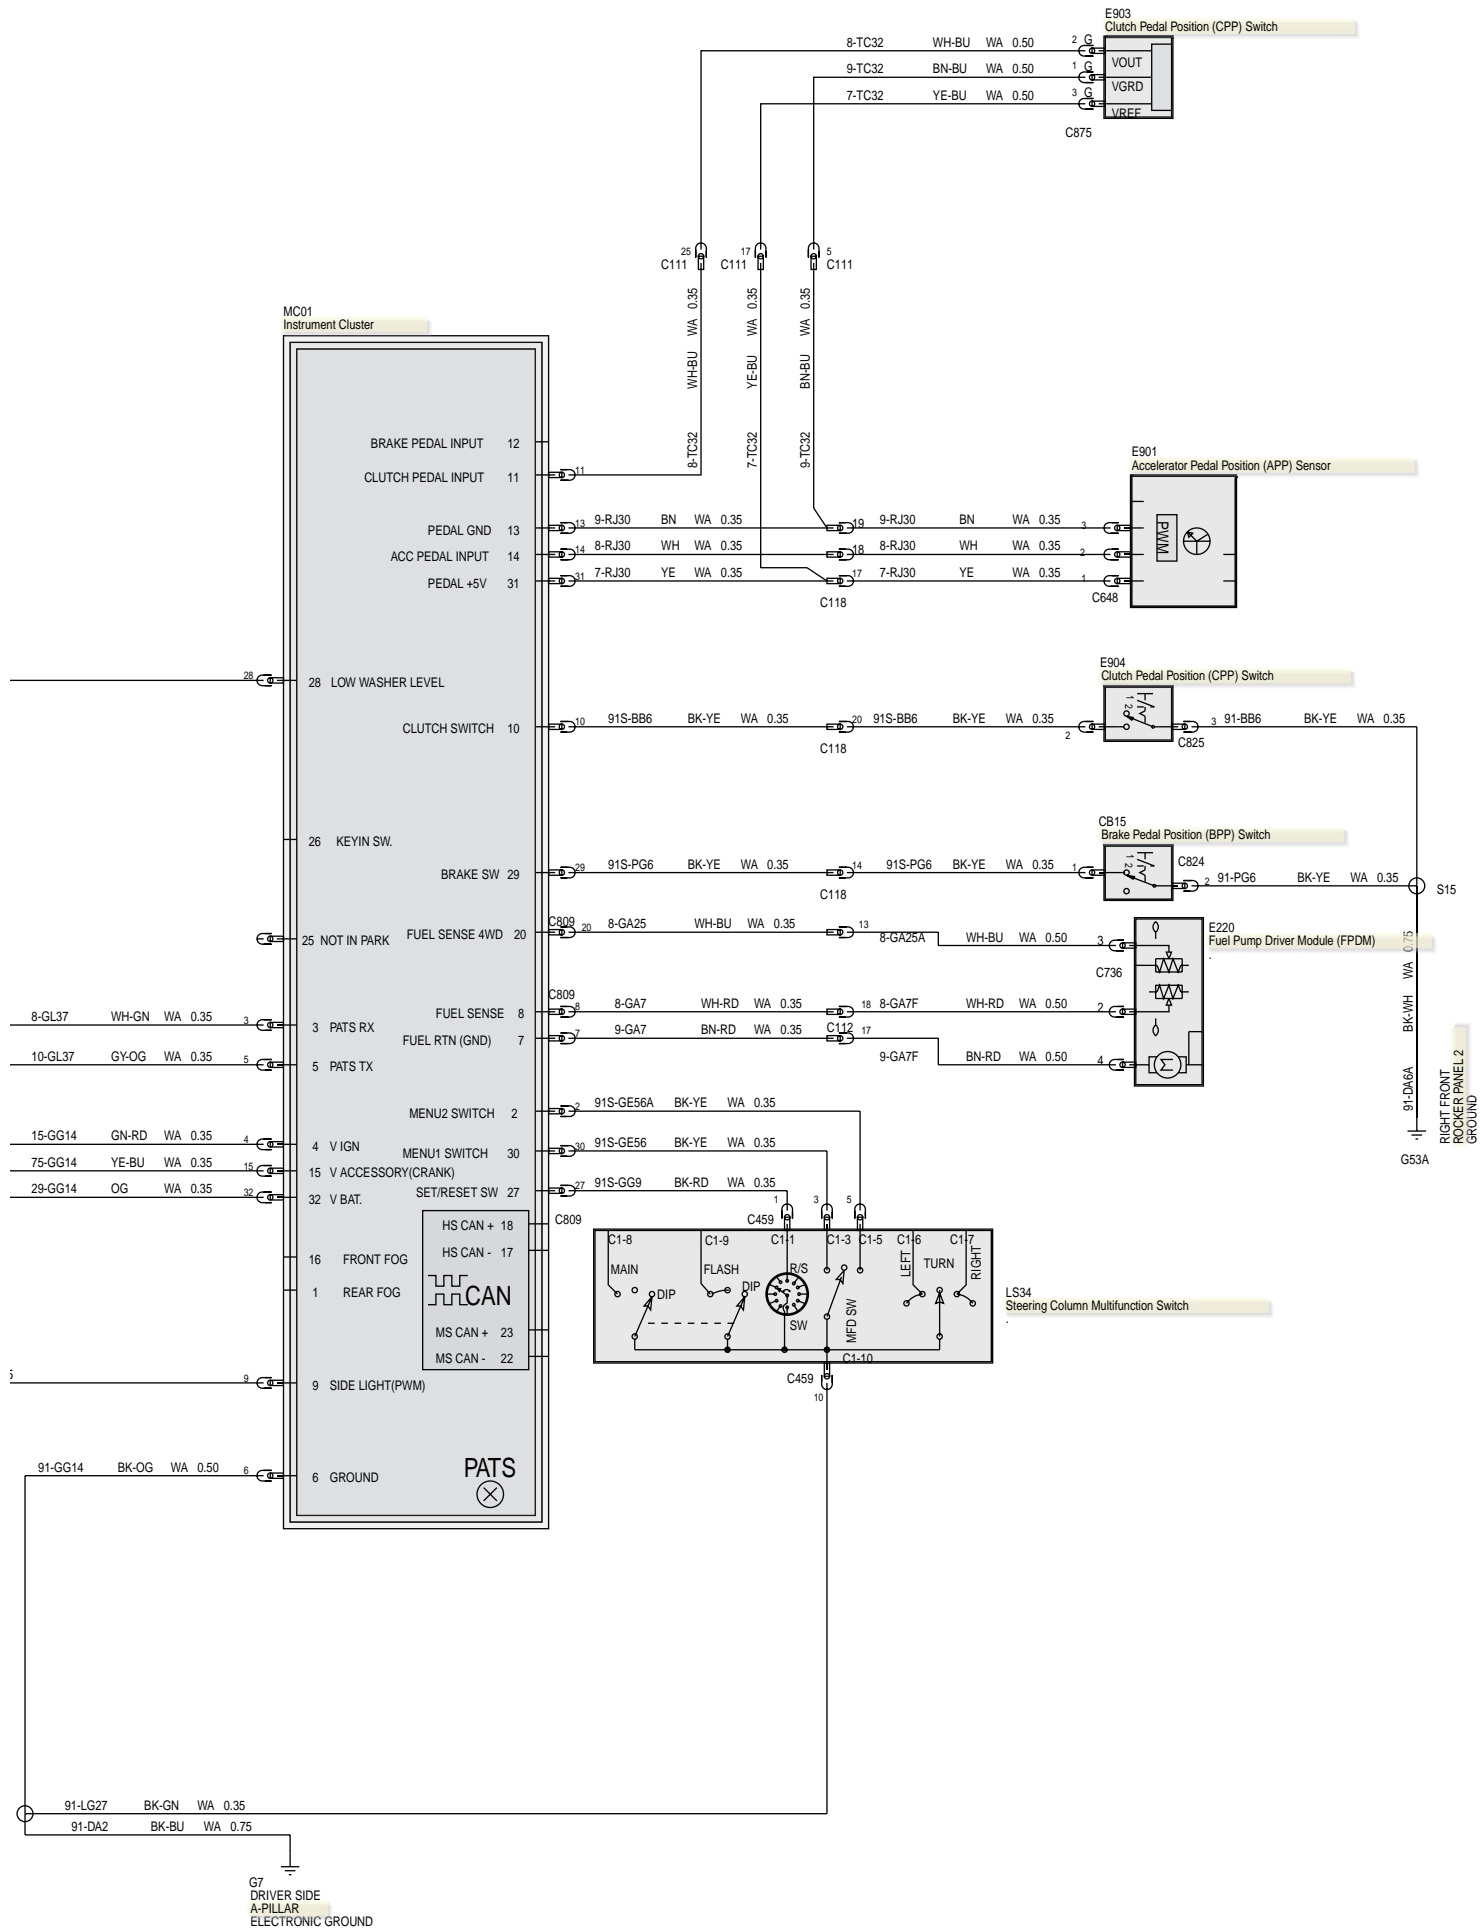 E903
Clutch Pedal Position (CPP) Switch
8-TC32 WH-BU WA 0.50 2 G
VOUT
9-TC32 BN-BU WA 0.50 1 G
VGRD
7-TC32 YE-BU WA 0.50 3 G
VREF
C875
25 17 5
C111 C111 C111
WH-BU WA 0.35
YE-BU WA 0.35
BN-BU WA 0.35
8-TC32
7-TC32
9-TC32
MC01
Instrument Cluster
BRAKE PEDAL INPUT 12
CLUTCH PEDAL INPUT 11 11
E901
Accelerator Pedal Position (APP) Sensor
PEDAL GND 13 13 9-RJ30 BN WA 0.35 19 9-RJ30 BN WA 0.35 3
ACC PEDAL INPUT 14 14 8-RJ30 WH WA 0.35 18 8-RJ30 WH WA 0.35 2
PWM
PEDAL +5V 31 31 7-RJ30 YE WA 0.35 17 7-RJ30 YE WA 0.35 1
C118 C648
E904
Clutch Pedal Position (CPP) Switch
28 28 LOW WASHER LEVEL
1 2
CLUTCH SWITCH 10 10 91S-BB6 BK-YE WA 0.35 20 91S-BB6 BK-YE WA 0.35 2
3 91-BB6 BK-YE WA 0.35
C118 C825
CB15
Brake Pedal Position (BPP) Switch
26 KEYIN SW.
1 2
C824
BRAKE SW 29 29 91S-PG6 BK-YE WA 0.35 14 91S-PG6 BK-YE WA 0.35 1
2 91-PG6 BK-YE WA 0.35
S15
C118
C809
25 NOT IN PARK
FUEL SENSE 4WD 20 20 8-GA25 WH-BU WA 0.35 13
8-GA25A WH-BU WA 0.50 3
E220
Fuel Pump Driver Module (FPDM)
C736
C809
FUEL SENSE 8 8 8-GA7 WH-RD WA 0.35 18 8-GA7F WH-RD WA 0.50 2
FUEL RTN (GND) 7 7 9-GA7 BN-RD WA 0.35 C112 17
9-GA7F BN-RD WA 0.50 4
91-DA6A BK-WH WA 0.75
G53A
RIGHT FRONT
ROCKER PANEL 2
GROUND
8-GL37 WH-GN WA 0.35 3 3 PATS RX
10-GL37 GY-OG WA 0.35 5 5 PATS TX
MENU2 SWITCH 2 2 91S-GE56A BK-YE WA 0.35
15-GG14 GN-RD WA 0.35 4 4 V IGN
MENU1 SWITCH 30 30 91S-GE56 BK-YE WA 0.35
75-GG14 YE-BU WA 0.35 15 15 V ACCESSORY(CRANK)
SET/RESET SW 27 27 91S-GG9 BK-RD WA 0.35
29-GG14 OG WA 0.35 32 32 V BAT.
1 3 5
C459
HS CAN + 18 C809
HS CAN - 17
16 FRONT FOG
CAN
1 REAR FOG
MS CAN + 23
MS CAN - 22
C1-8 C1-9 C1-1 C1-3 C1-5 C1-6 C1-7
MAIN FLASH R/S LEFT TURN RIGHT
DIP DIP
SW MFD SW
C1-10
LS34
Steering Column Multifunction Switch
C459
10
5
9 9 SIDE LIGHT(PWM)
91-GG14 BK-OG WA 0.50 6 6 GROUND
PATS
91-LG27 BK-GN WA 0.35
91-DA2 BK-BU WA 0.75
G7
DRIVER SIDE
A-PILLAR
ELECTRONIC GROUND